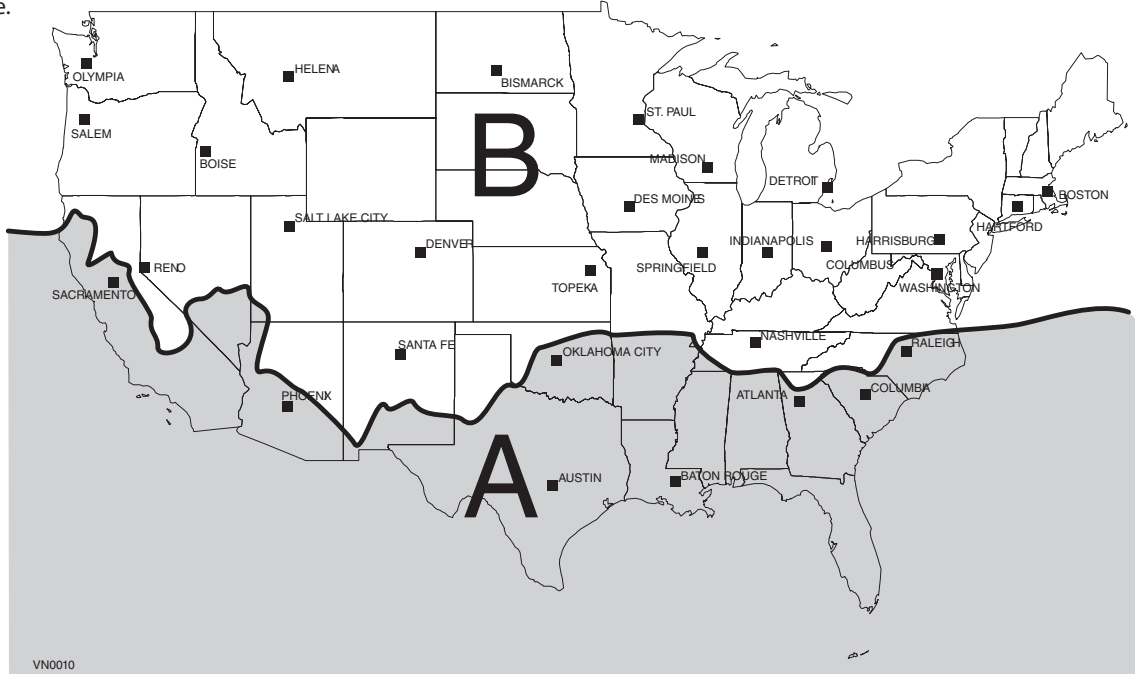 e.
OLYMPIA
HELENA
BISMARCK
SALEM
ST. PAUL
B
BOISE
MADISON
DETROIT
DES MOINES
BOSTON
SALT LAKE CITY
HARTFORD
DENVER
INDIANAPOLIS
HARRISBURG
RENO
SPRINGFIELD
COLUMBUS
TOPEKA
WASHINGTON
SACRAMENTO
NASHVILLE
SANTA FE
OKLAHOMA CITY
RALEIGH
PHOENIX
ATLANTA
COLUMBIA
A
AUSTIN
BATON ROUGE
VN0010